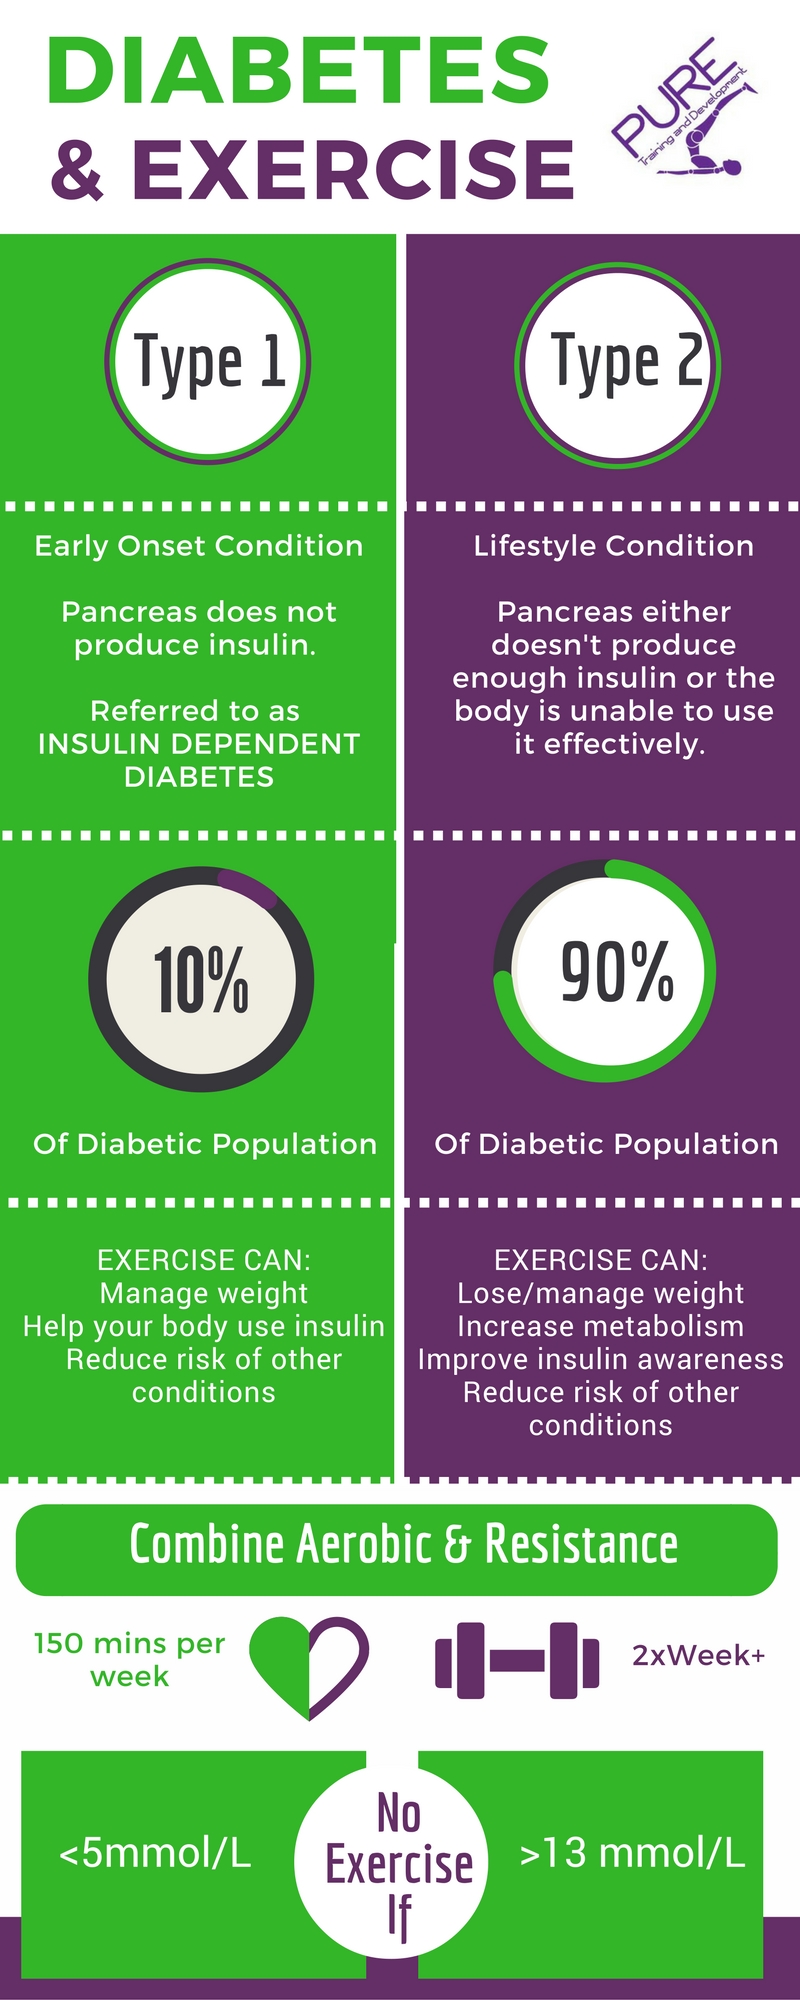 DIABETES
& EXERCISE
PURE
Training and Development
Type 1
Early Onset Condition
Pancreas does not
produce insulin.
Referred to as
INSULIN DEPENDENT
DIABETES
10%
Of Diabetic Population
EXERCISE CAN:
Manage weight
Help your body use insulin
Reduce risk of other
conditions
Type 2
Lifestyle Condition
Pancreas either
doesn't produce
enough insulin or the
body is unable to use
it effectively.
90%
Of Diabetic Population
EXERCISE CAN:
Lose/manage weight
Increase metabolism
Improve insulin awareness
Reduce risk of other
conditions
Combine Aerobic & Resistance
150 mins per
week
2xWeek+
<5mmol/L
No
Exercise
If
>13 mmol/L